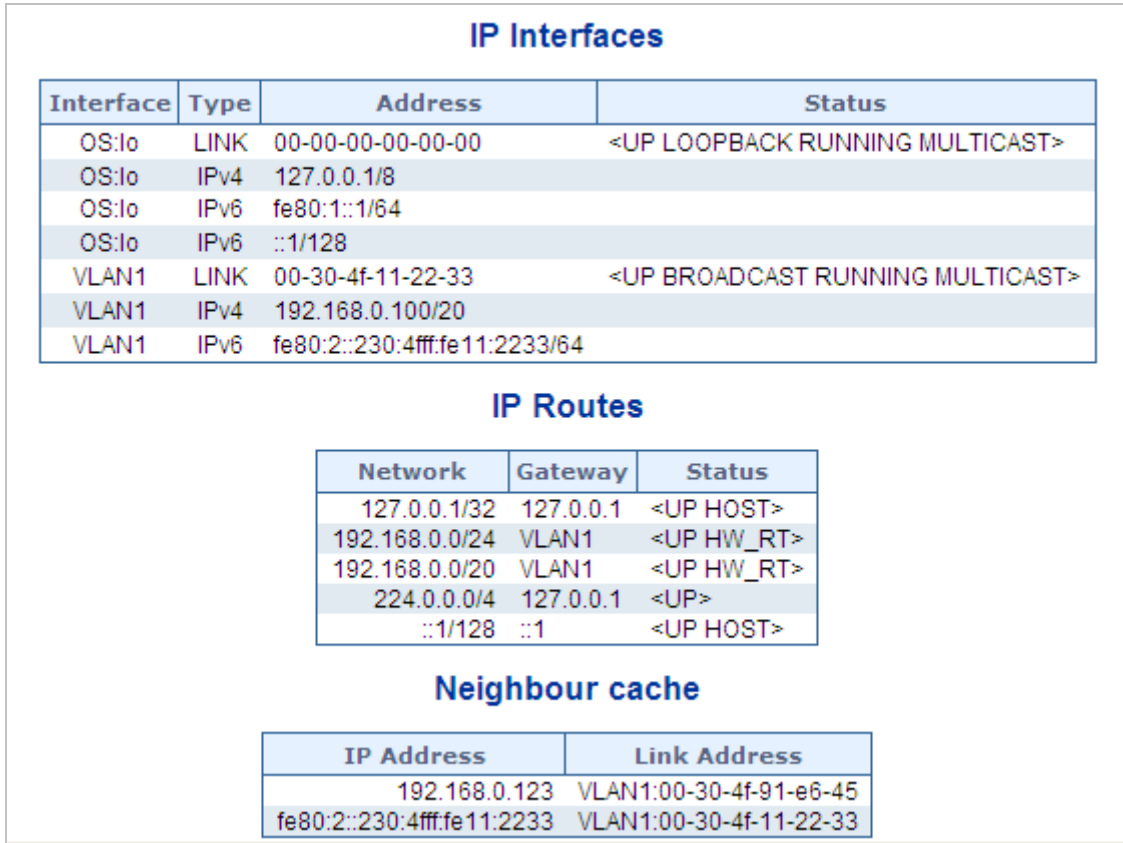 IP Interfaces
Interface Type Address Status
OS:lo LINK 00-00-00-00-00-00 <UP LOOPBACK RUNNING MULTICAST>
OS:lo IPv4 127.0.0.1/8
OS:lo IPv6 fe80:1::1/64
OS:lo IPv6 ::1/128
VLAN1 LINK 00-30-4f-11-22-33 <UP BROADCAST RUNNING MULTICAST>
VLAN1 IPv4 192.168.0.100/20
VLAN1 IPv6 fe80:2::230:4fff:fe11:2233/64
IP Routes
Network Gateway Status
127.0.0.1/32 127.0.0.1 <UP HOST>
192.168.0.0/24 VLAN1 <UP HW_RT>
192.168.0.0/20 VLAN1 <UP HW_RT>
224.0.0.0/4 127.0.0.1 <UP>
::1/128 ::1 <UP HOST>
Neighbour cache
IP Address Link Address
192.168.0.123 VLAN1:00-30-4f-91-e6-45
fe80:2::230:4fff:fe11:2233 VLAN1:00-30-4f-11-22-33